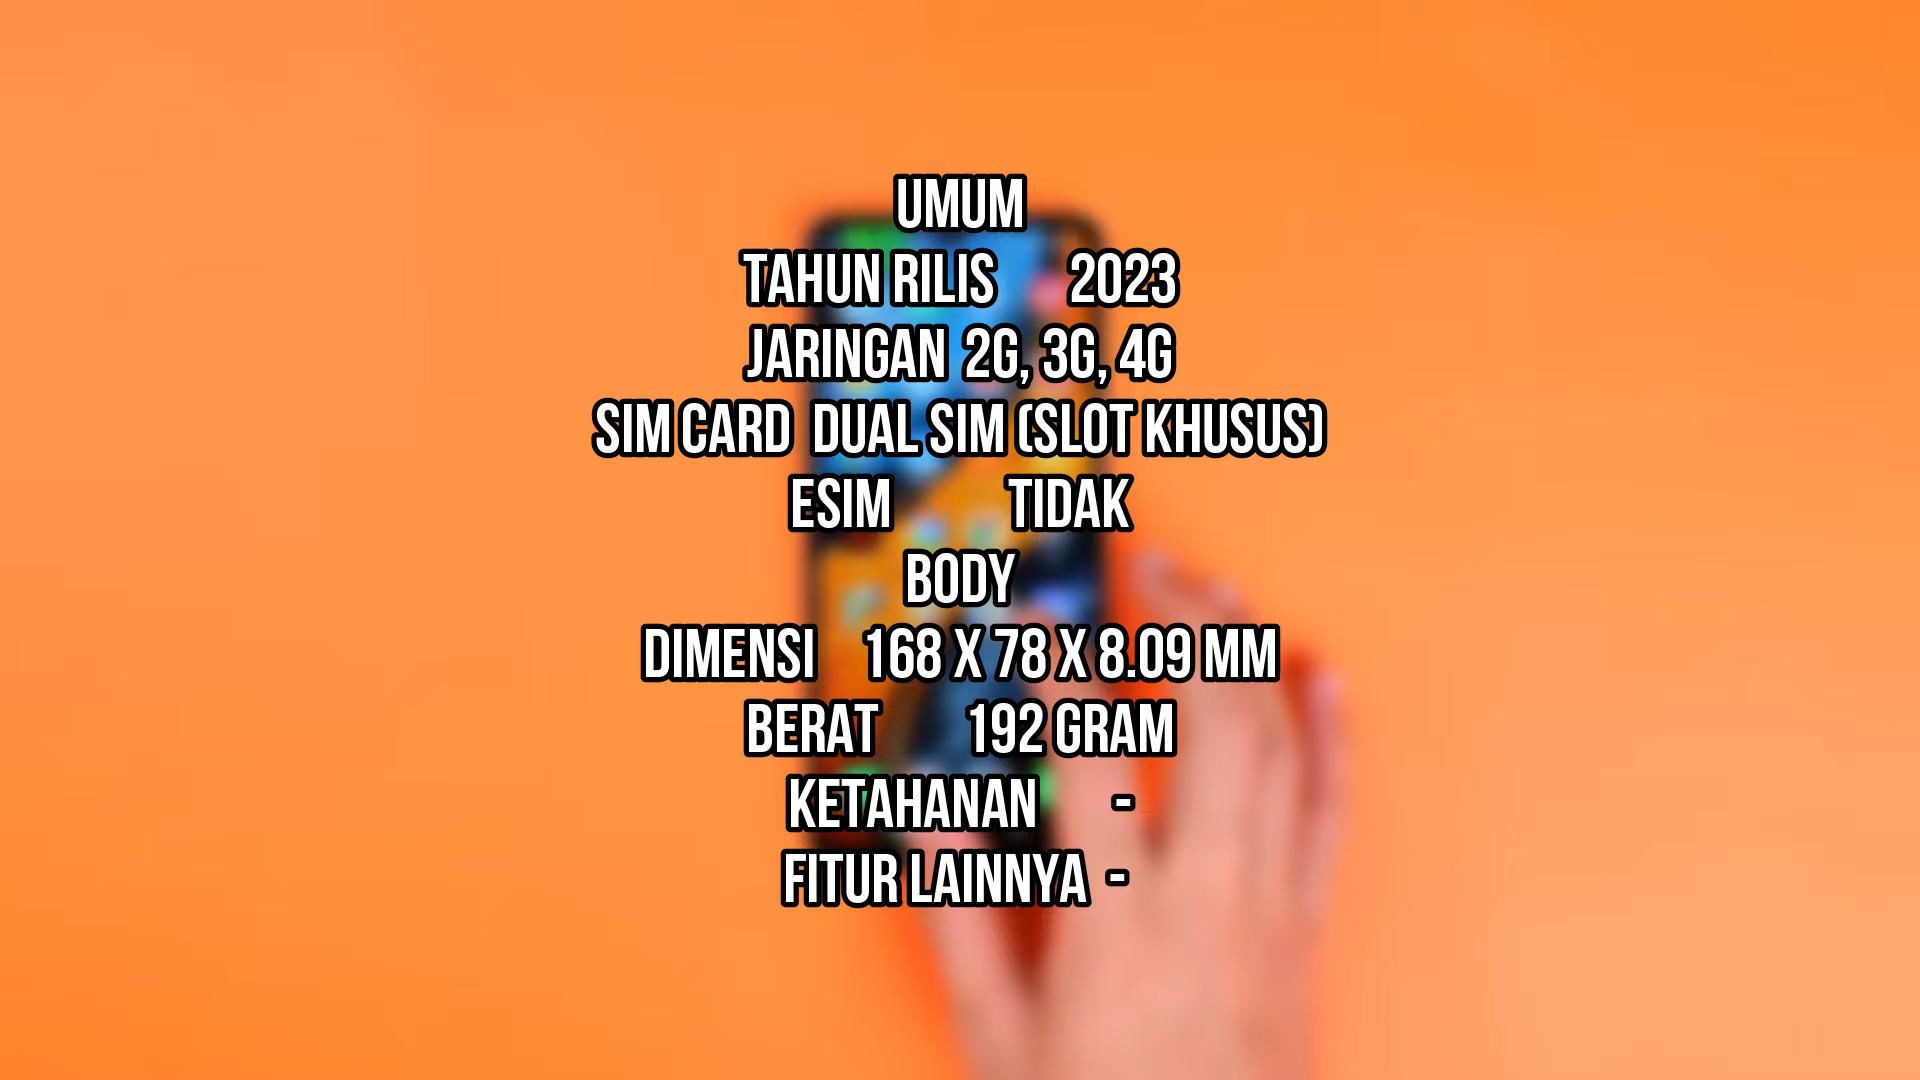 UMUM
TAHUN RILIS 2023
JARINGAN 2G, 3G, 4G
SIM CARD DUAL SIM (SLOT KHUSUS)
ESIM TIDAK
BODY
DIMENSI 168 X 78 X 8.09 MM
BERAT 192 GRAM
KETAHANAN -
FITUR LAINNYA -